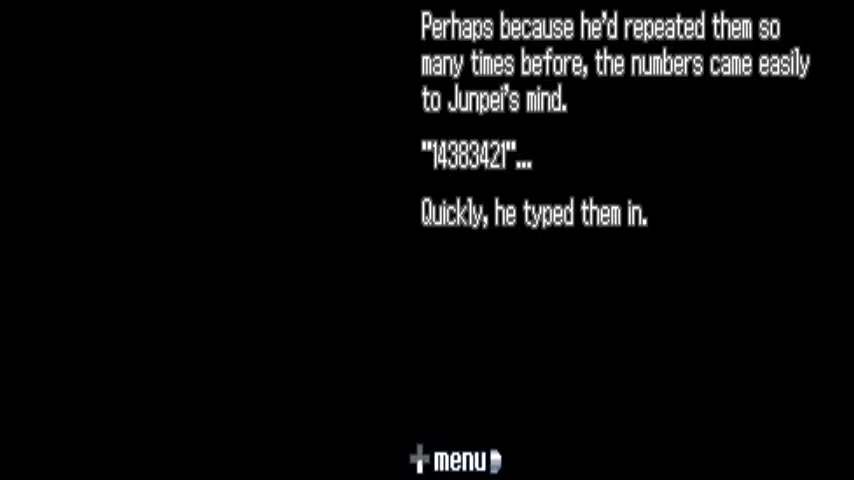 Perhaps because he'd repeated them so
many times before, the numbers came easily
to Junpei's mind.
"14383421"...
Quickly, he typed them in.
menu